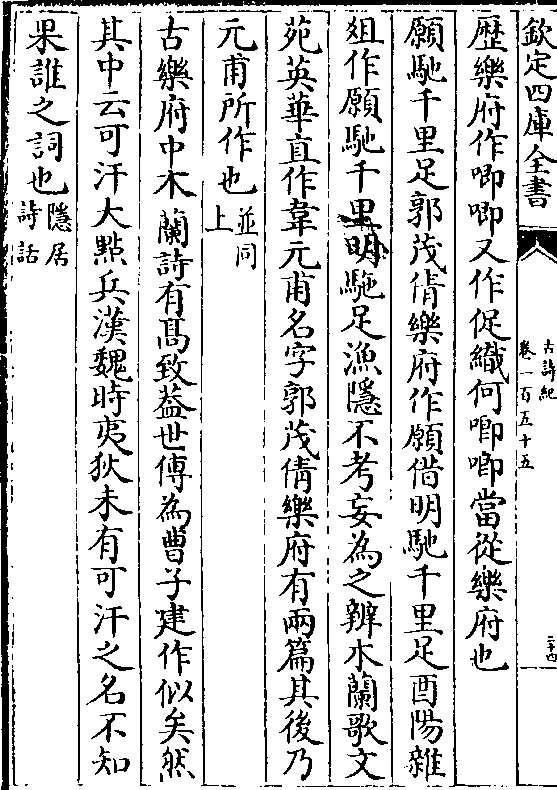 欽定四庫全書
古詩紀
卷一百五十五
二十四
歴樂府作唧唧又作促織何唧唧當從樂府也
願馳千里足郭茂倩樂府作願借明駞千里足酉陽雜
俎作願馳千里明駞足漁隱不考妄為之辨木蘭歌文
苑英華直作韋元甫名字郭茂倩樂府有兩篇其後乃
元甫所作也並同上
古樂府中木蘭詩有髙致葢世傳為曹子建作似矣然
其中云可汗大點兵漢魏時夷狄未有可汗之名不知
果誰之詞也隱居詩話